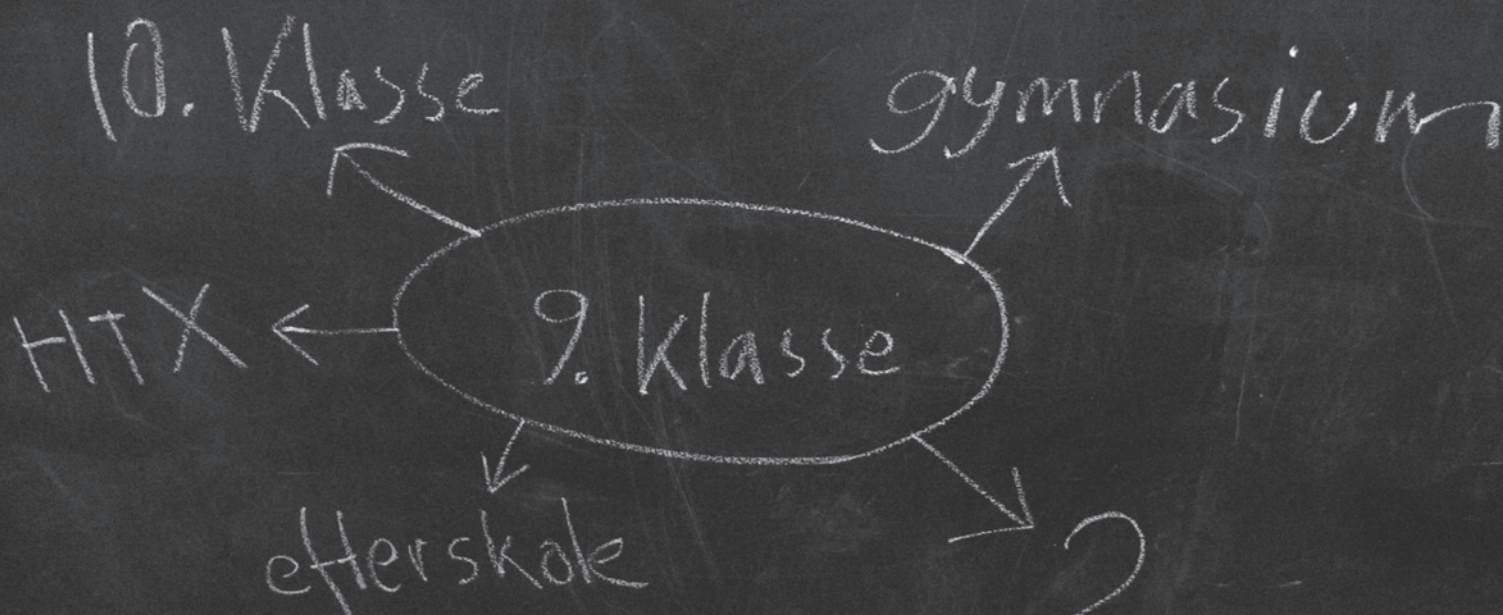 10. Klasse
gymnasium
HTX
9. Klasse
efterskole
?